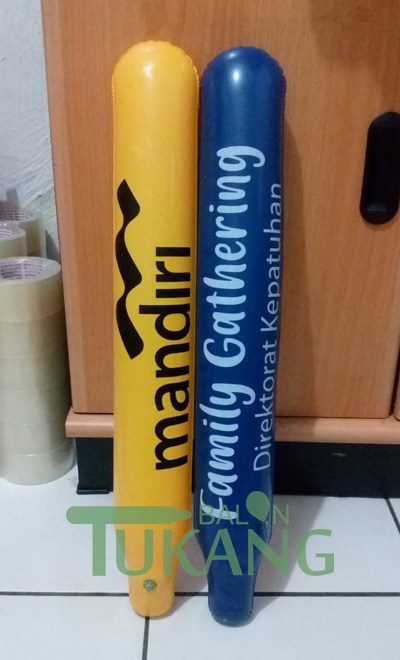 mandiri
Family Gathering
Direktorat Kepatuhan
BALON
TUKANG